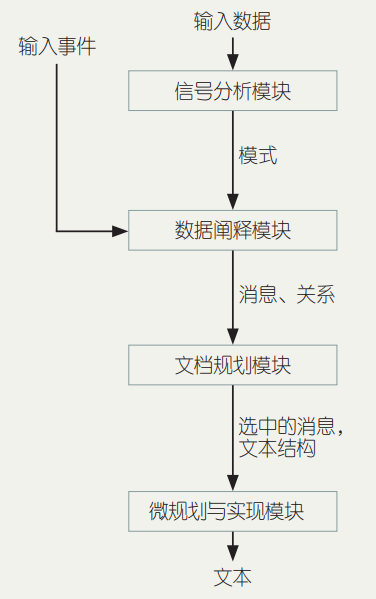 输入数据
输入事件
信号分析模块
模式
数据阐释模块
消息、关系
文档规划模块
选中的消息，
文本结构
微规划与实现模块
文本